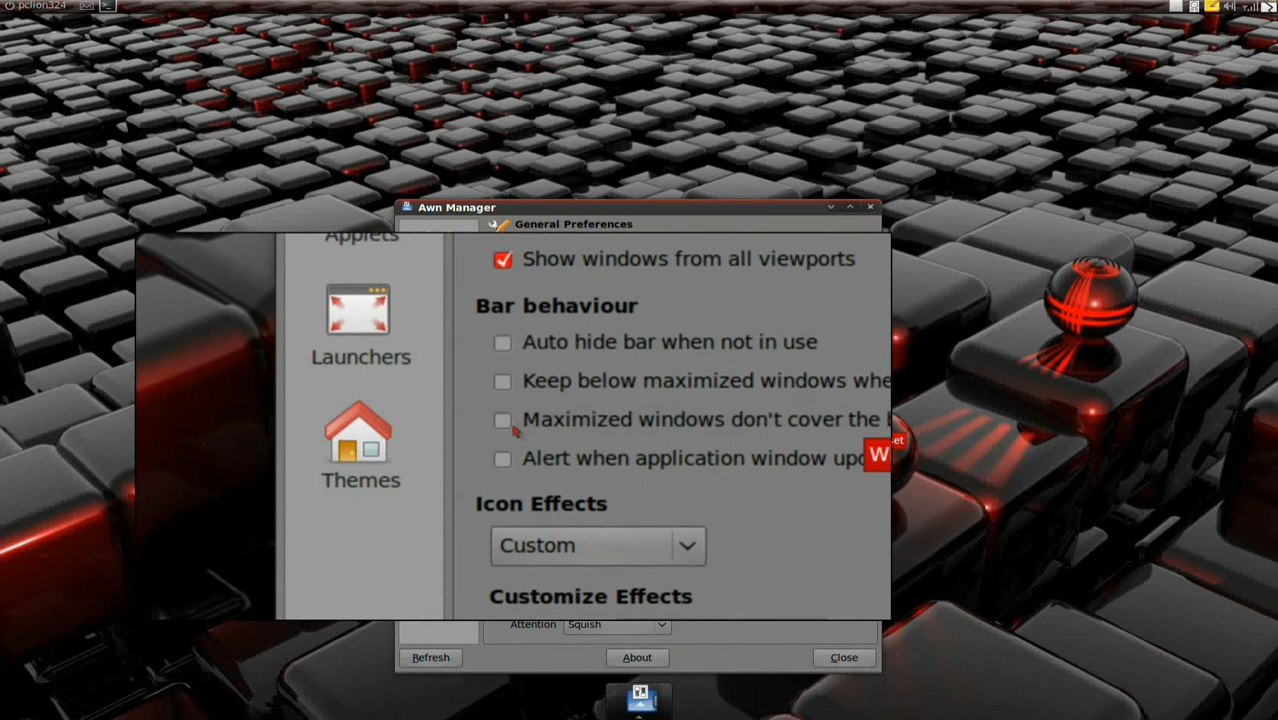 pclion324
Awn Manager
General Preferences
Applets
Show windows from all viewports
Bar behaviour
Launchers
Auto hide bar when not in use
Keep below maximized windows whe
Maximized windows don't cover the
Alert when application window
W
Themes
Icon Effects
Custom
Customize Effects
Attention
Squish
Refresh
About
Close